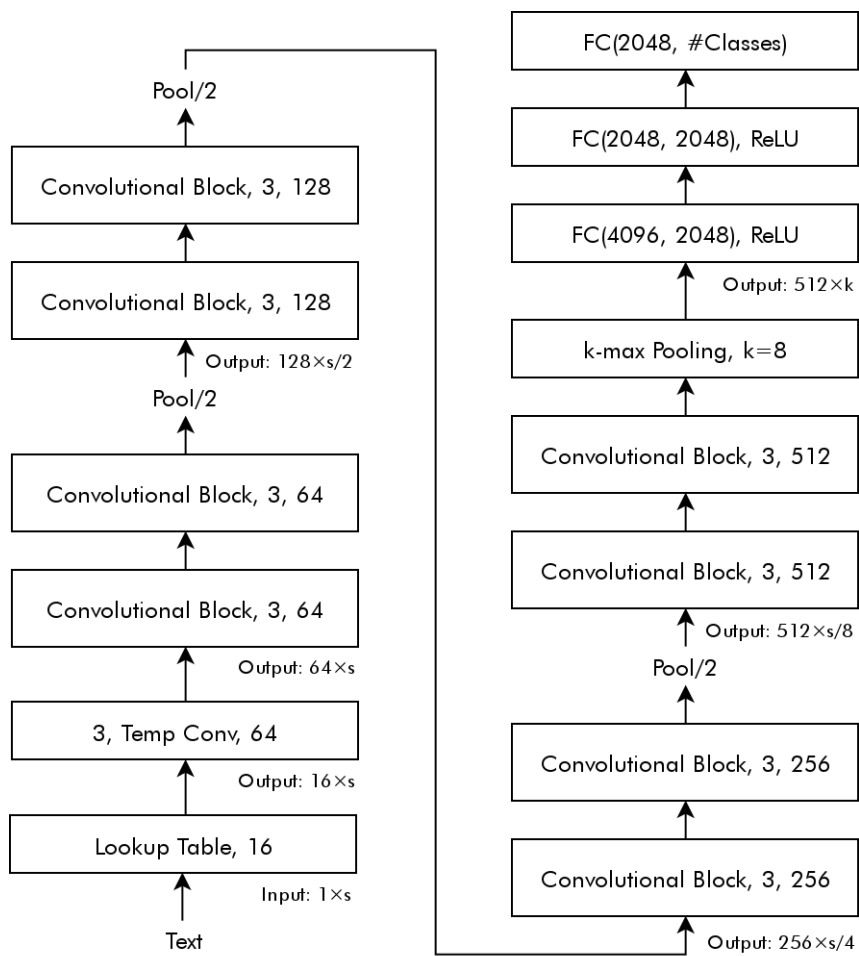 Pool/2
Convolutional Block, 3, 128
Convolutional Block, 3, 128
Output: 128×s/2
Pool/2
Convolutional Block, 3, 64
Convolutional Block, 3, 64
Output: 64×s
3, Temp Conv, 64
Output: 16×s
Lookup Table, 16
Input: 1×s
Text
FC(2048, #Classes)
FC(2048, 2048), ReLU
FC(4096, 2048), ReLU
Output: 512×k
k-max Pooling, k=8
Convolutional Block, 3, 512
Convolutional Block, 3, 512
Output: 512×s/8
Pool/2
Convolutional Block, 3, 256
Convolutional Block, 3, 256
Output: 256×s/4